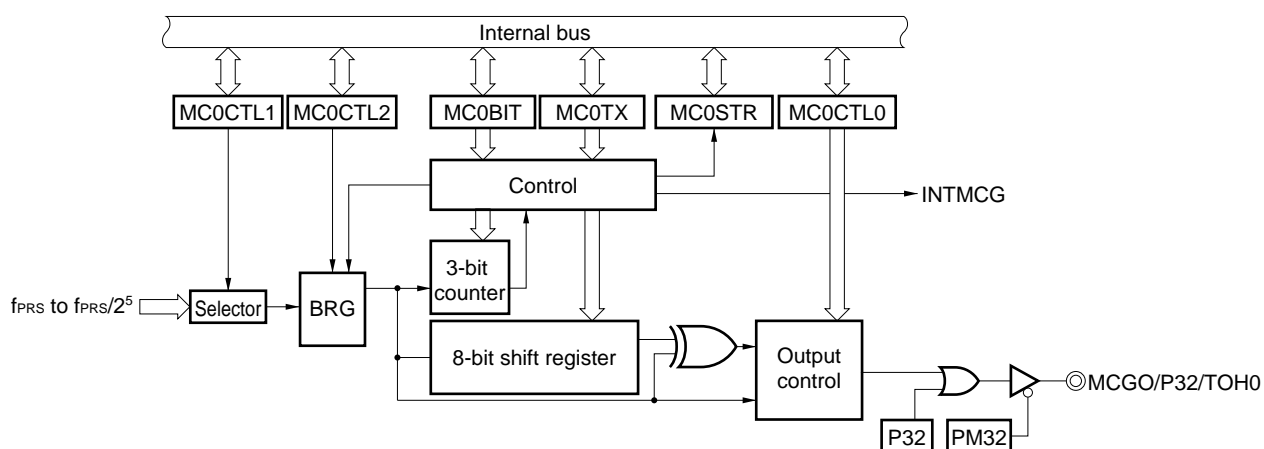 Internal bus
MC0CTL1 MC0CTL2 MC0BIT MC0TX MC0STR MC0CTL0
Control
INTMCG
3-bit
counter
fPRS to fPRS/2⁵
Selector
BRG
8-bit shift register
Output
control
MCGO/P32/TOH0
P32 PM32